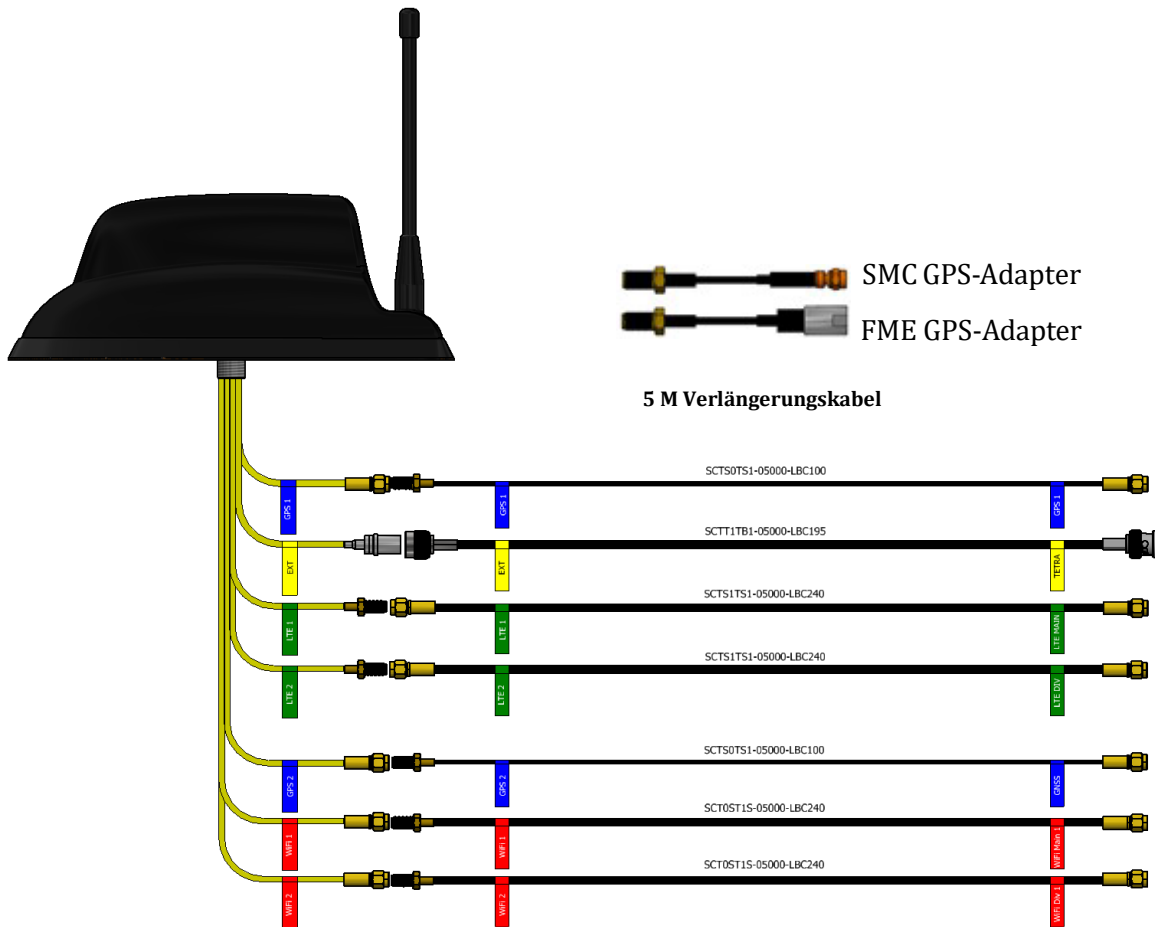 SMC GPS-Adapter
FME GPS-Adapter
5 M Verlängerungskabel
SCTS0TS1-05000-LBC100
GPS 1
GPS 1
GPS 1
SCTT1TB1-05000-LBC195
EXT
EXT
TETRA
SCTS1TS1-05000-LBC240
LTE 1
LTE 1
LTE MAIN
SCTS1TS1-05000-LBC240
LTE 2
LTE 2
LTE DIV
SCTS0TS1-05000-LBC100
GPS 2
GPS 2
GNSS
SCT0ST1S-05000-LBC240
WiFi 1
WiFi 1
WiFi Main 1
SCT0ST1S-05000-LBC240
WiFi 2
WiFi 2
WiFi Div 1